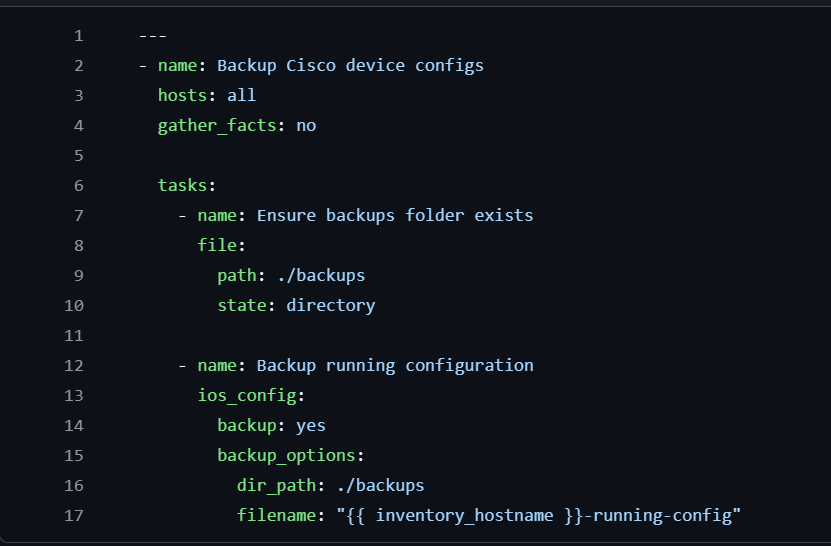 1 ---
2 - name: Backup Cisco device configs
3   hosts: all
4   gather_facts: no
5
6   tasks:
7     - name: Ensure backups folder exists
8       file:
9         path: ./backups
10         state: directory
11
12     - name: Backup running configuration
13       ios_config:
14         backup: yes
15         backup_options:
16           dir_path: ./backups
17           filename: "{{ inventory_hostname }}-running-config"